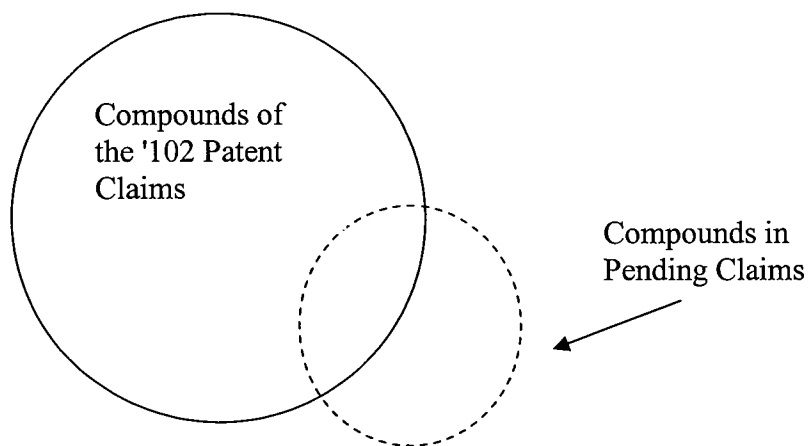 Compounds of
the '102 Patent
Claims
Compounds in
Pending Claims